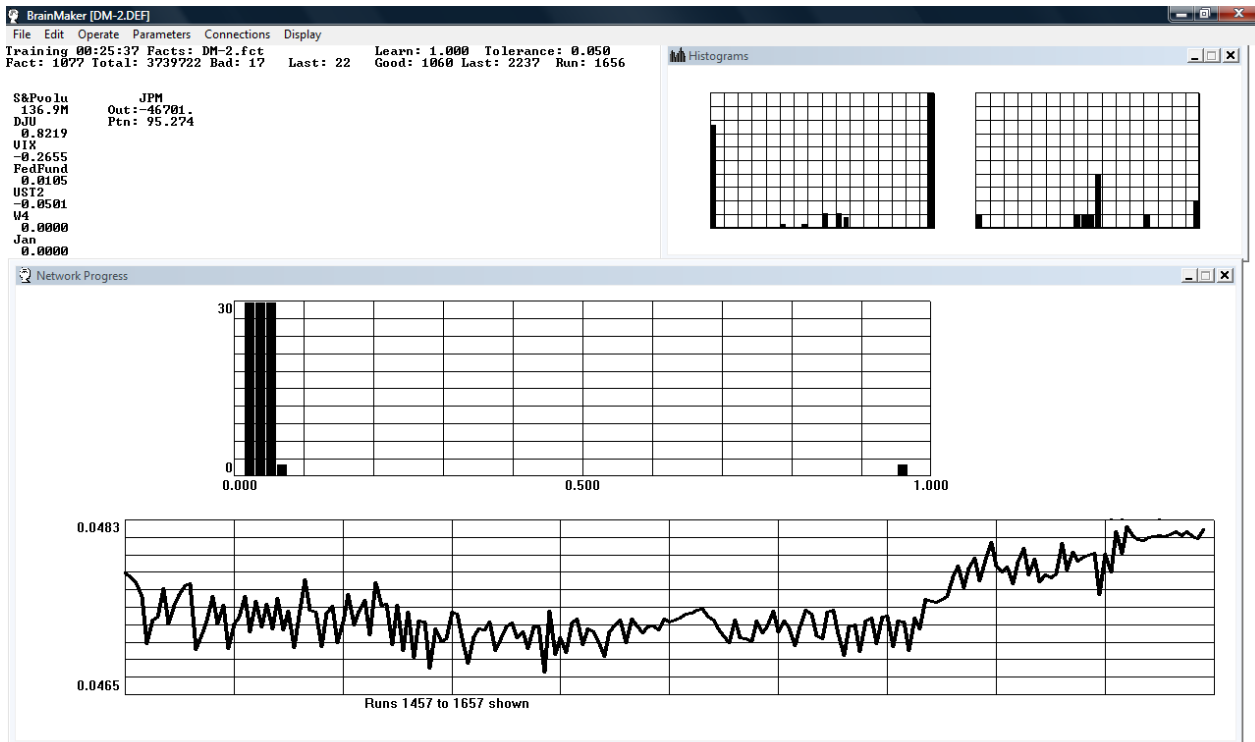 BrainMaker [DM-2.DEF]
File Edit Operate Parameters Connections Display
Training 00:25:37 Facts: DM-2.fct Learn: 1.000 Tolerance: 0.050
Fact: 1077 Total: 3739722 Bad: 17 Last: 22 Good: 1060 Last: 2237 Run: 1656
Histograms
S&Pvolu JPM
136.9M Out:-46701.
DJU Ptn: 95.274
0.8219
VIX
-0.2655
FedFund
0.0105
UST2
-0.0501
W4
0.0000
Jan
0.0000
Network Progress
30
0
0.000 0.500 1.000
0.0483
0.0465
Runs 1457 to 1657 shown